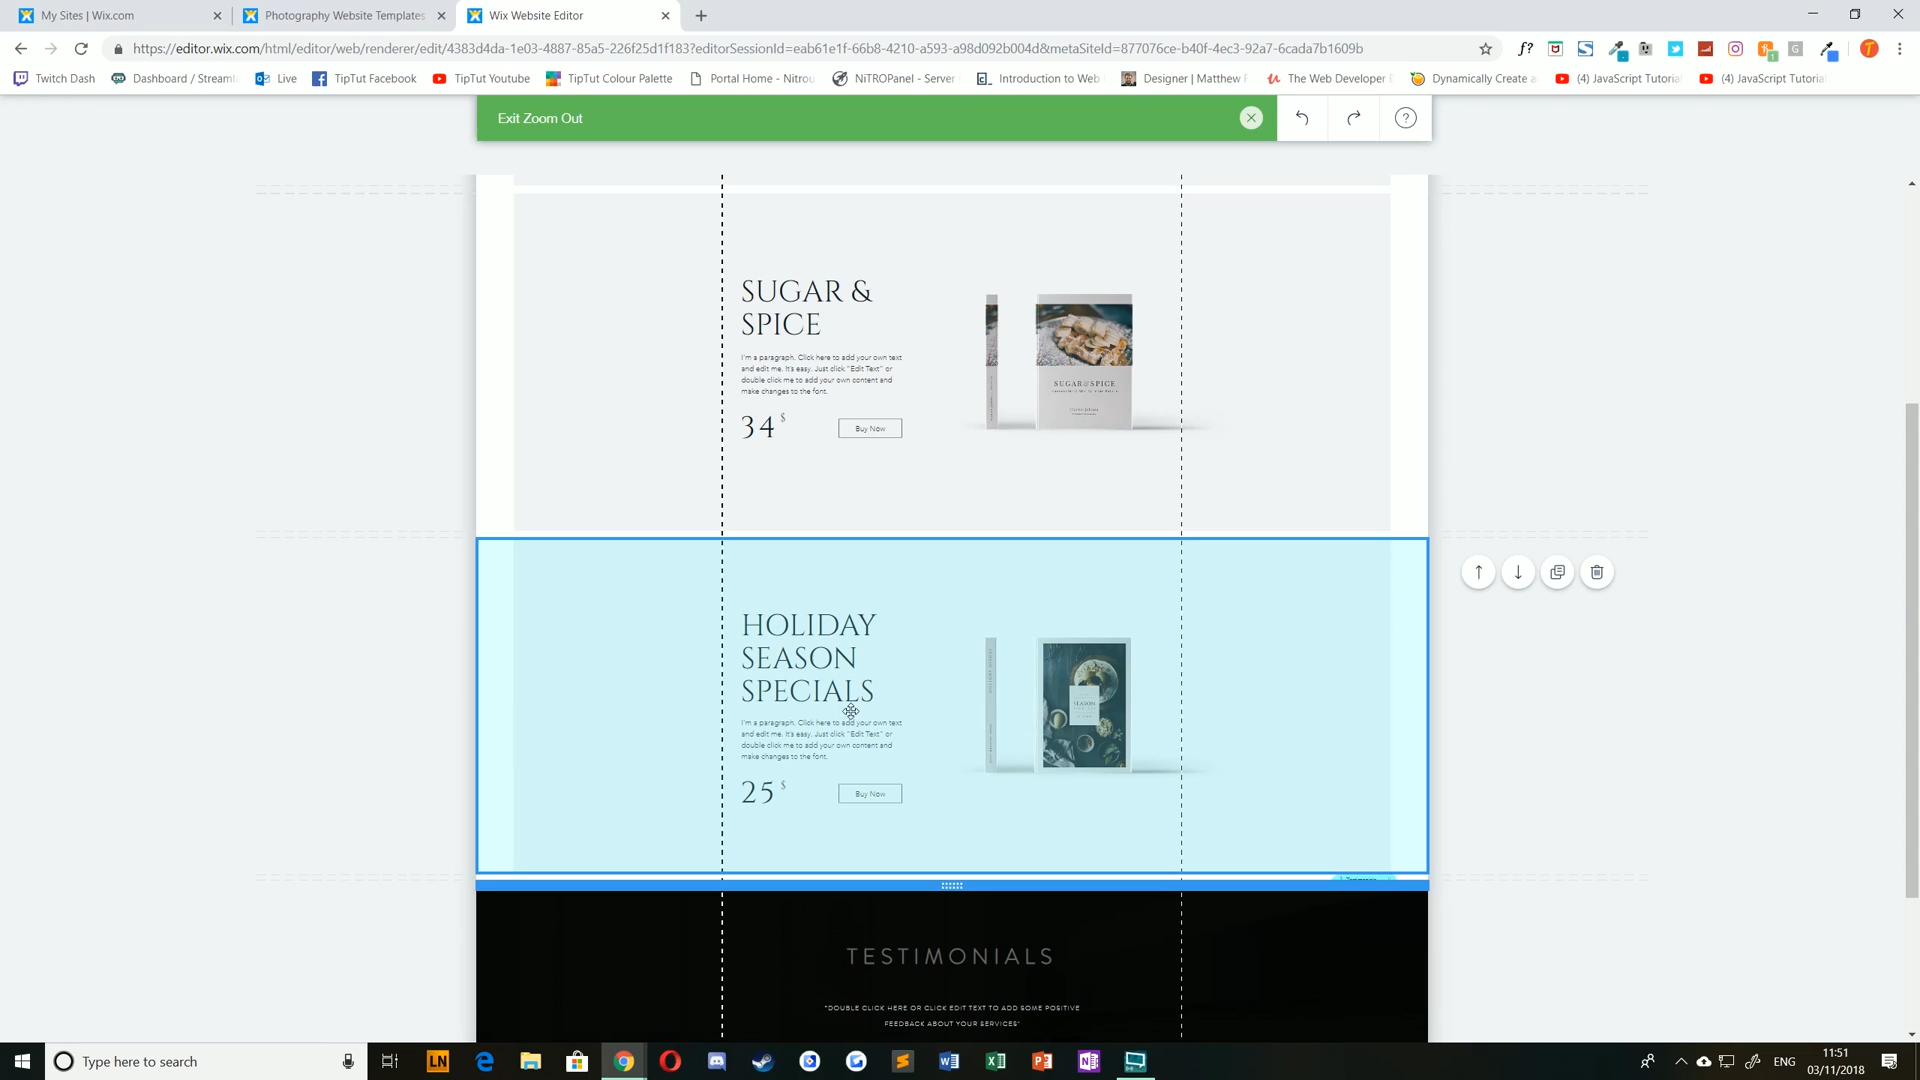 My Sites | Wix.com
Photography Website Templates
Wix Website Editor
https://editor.wix.com/html/editor/web/renderer/edit/4383d4da-1e03-4887-85a5-226f25d1f183?editorSessionId=eab61e1f-66b8-4210-a593-a98d092b004d&metaSiteId=877076ce-b40f-4ec3-92a7-6cada7b1609b
Twitch Dash
Dashboard / Streaml
Live
TipTut Facebook
TipTut Youtube
TipTut Colour Palette
Portal Home - Nitrou
NiTROPanel - Server
Introduction to Web
Designer | Matthew
The Web Developer
Dynamically Create a
(4) JavaScript Tutoria
(4) JavaScript Tutoria
Exit Zoom Out
SUGAR &
SPICE
I'm a paragraph. Click here to add your own text
and edit me. It's easy. Just click "Edit Text" or
double click me to add your own content and
make changes to the font.
34 $
Buy Now
SUGAR&SPICE
HOLIDAY
SEASON
SPECIALS
I'm a paragraph. Click here to add your own text
and edit me. It's easy. Just click "Edit Text" or
double click me to add your own content and
make changes to the font.
25 $
Buy Now
SEASON
TESTIMONIALS
"DOUBLE CLICK HERE OR CLICK EDIT TEXT TO ADD SOME POSITIVE
FEEDBACK ABOUT YOUR SERVICES"
Type here to search
LN
ENG
11:51
03/11/2018